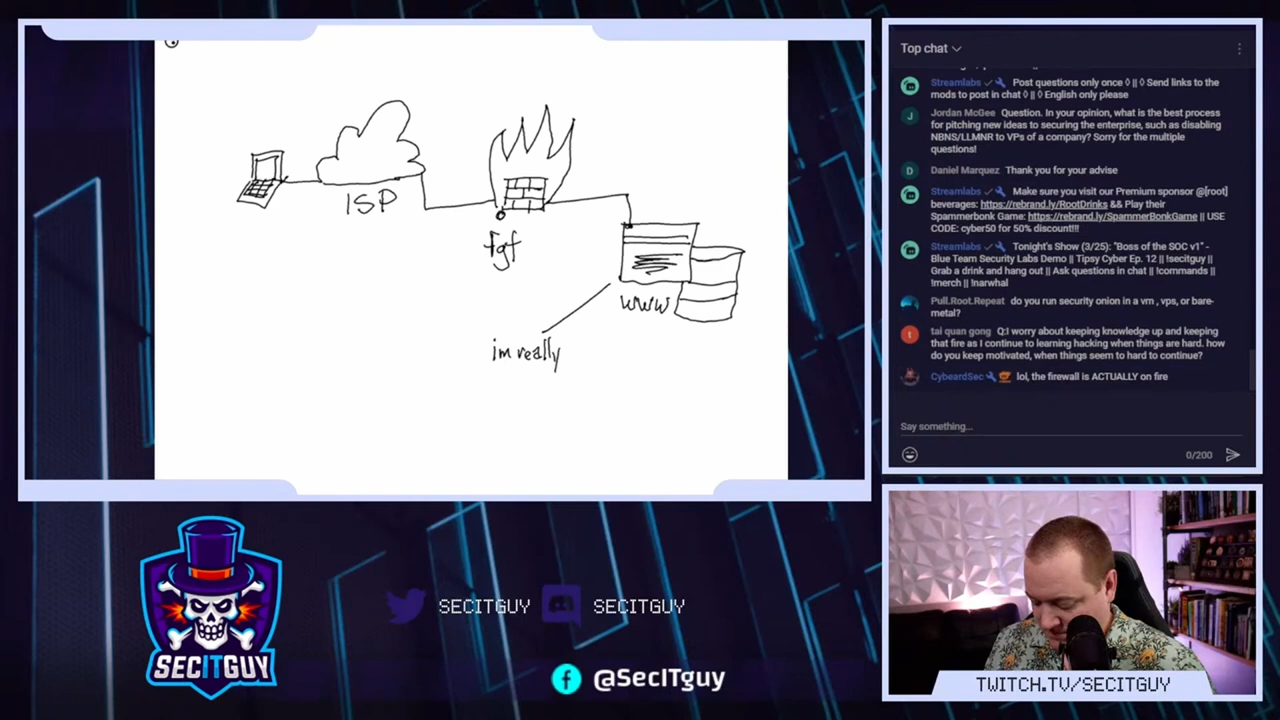 ISP
fgf
www
im really
Top chat
Streamlabs Post questions only once ◊ || ◊ Send links to the
mods to post in chat ◊ || ◊ English only please
J
Jordan McGee Question. In your opinion, what is the best process
for pitching new ideas to securing the enterprise, such as disabling
NBNS/LLMNR to VPs of a company? Sorry for the multiple
questions!
D
Daniel Marquez Thank you for your advise
Streamlabs Make sure you visit our Premium sponsor @[root]
beverages: https://rebrand.ly/RootDrinks && Play their
Spammerbonk Game: https://rebrand.ly/SpammerBonkGame || USE
CODE: cyber50 for 50% discount!!!
Streamlabs Tonight's Show (3/25): "Boss of the SOC v1" -
Blue Team Security Labs Demo || Tipsy Cyber Ep. 12 || !secitguy ||
Grab a drink and hang out || Ask questions in chat || !commands ||
!merch || !narwhal
Pull.Root.Repeat do you run security onion in a vm , vps, or bare-
metal?
t
tai quan gong Q:I worry about keeping knowledge up and keeping
that fire as I continue to learning hacking when things are hard. how
do you keep motivated, when things seem to hard to continue?
CybeardSec lol, the firewall is ACTUALLY on fire
Say something...
0/200
SECITGUY
SECITGUY
SECITGUY
@SecITguy
TWITCH.TV/SECITGUY